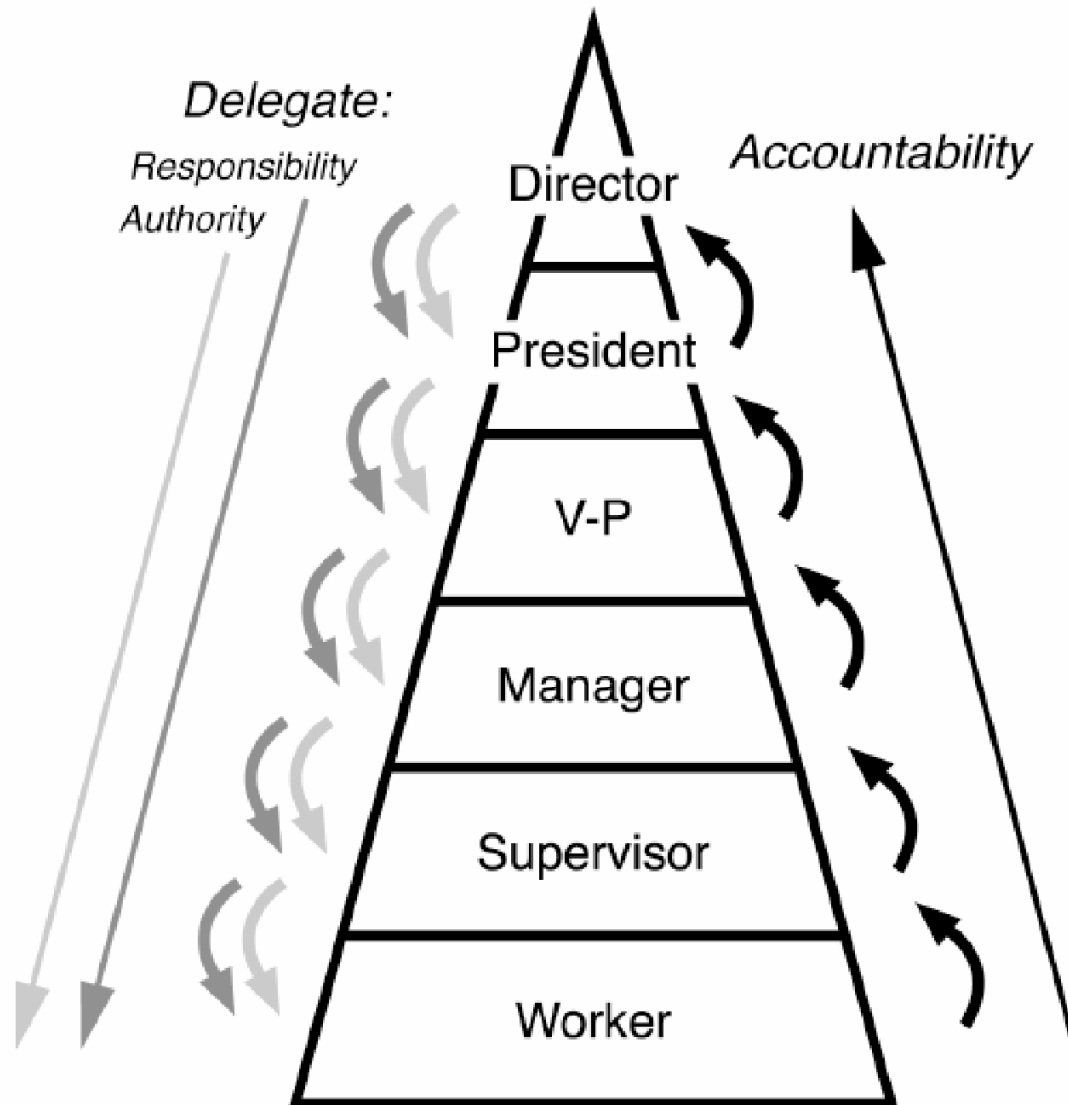 Delegate:
Responsibility
Authority
Accountability
Director
President
V-P
Manager
Supervisor
Worker